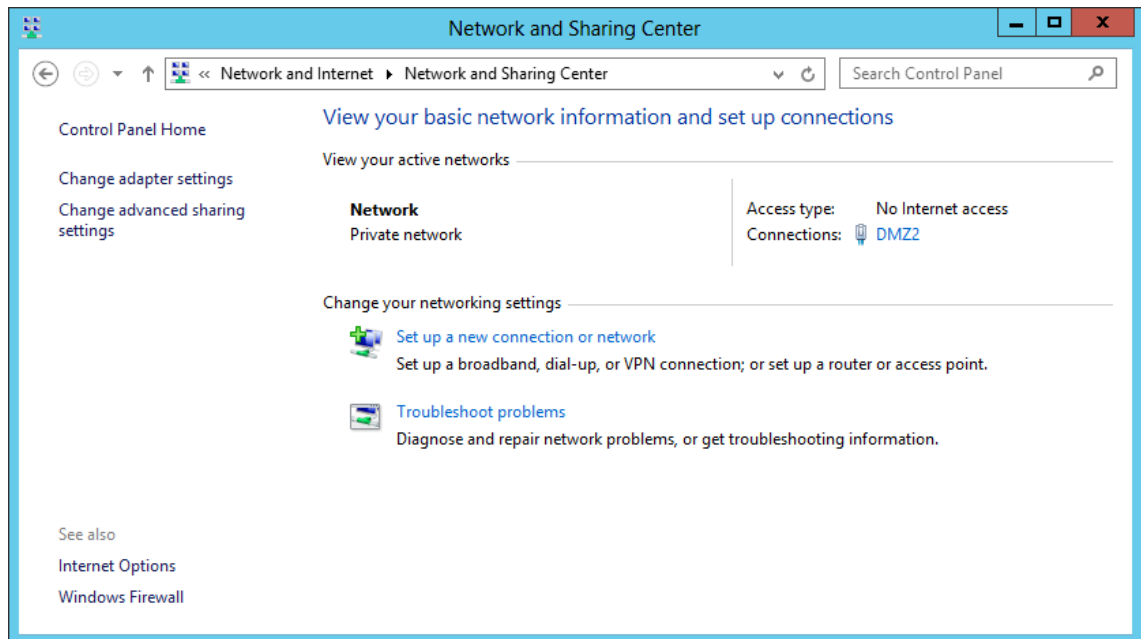 Network and Sharing Center
« Network and Internet Network and Sharing Center
Search Control Panel
Control Panel Home
Change adapter settings
Change advanced sharing
settings
View your basic network information and set up connections
View your active networks
Network
Private network
Access type: No Internet access
Connections: DMZ2
Change your networking settings
Set up a new connection or network
Set up a broadband, dial-up, or VPN connection; or set up a router or access point.
Troubleshoot problems
Diagnose and repair network problems, or get troubleshooting information.
See also
Internet Options
Windows Firewall